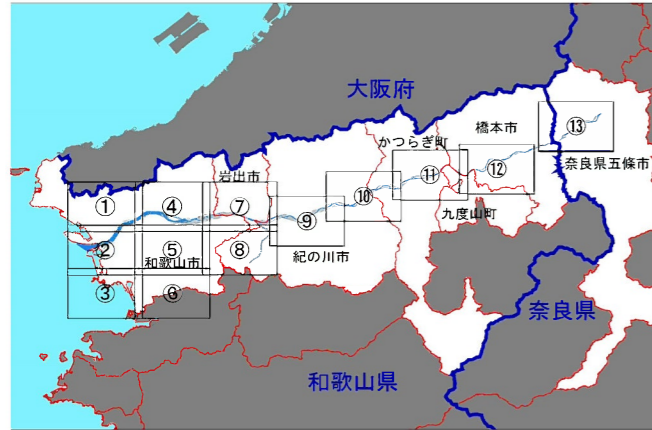 大阪府
橋本市
⑬
かつらぎ町
奈良県五條市
岩出市
⑪
⑫
①
④
⑦
⑩
⑨
九度山町
②
⑤
⑧
紀の川市
和歌山市
③
⑥
奈良県
和歌山県